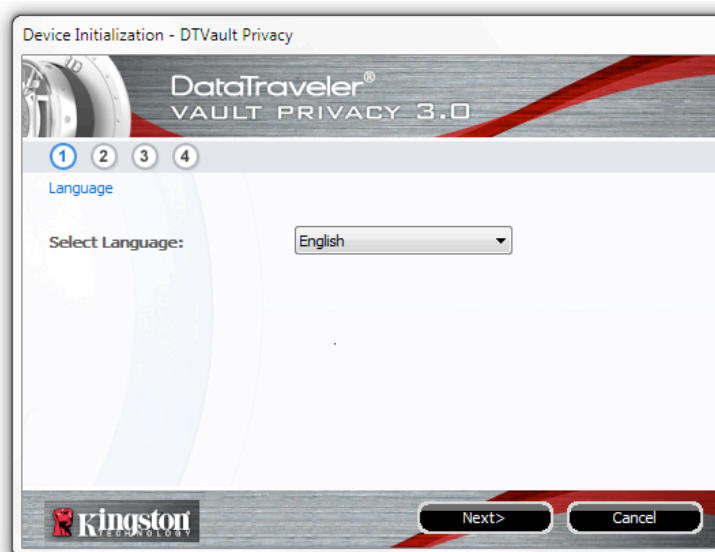 Device Initialization - DTVault Privacy
DataTraveler®
VAULT PRIVACY 3.0
1 2 3 4
Language
Select Language: English
Kingston
TECHNOLOGY
Next> Cancel